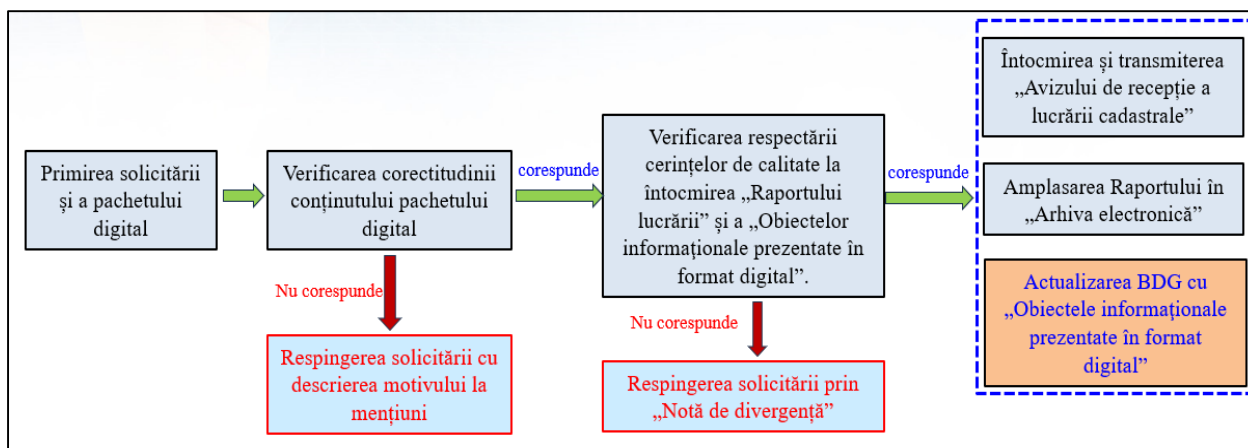 Primirea solicitării
și a pachetului
digital
Verificarea corectitudinii
conținutului pachetului
digital
corespunde
Nu corespunde
Respingerea solicitării cu
descrierea motivului la
mențiuni
Verificarea respectării
cerințelor de calitate la
întocmirea „Raportului
lucrării” și a „Obiectelor
informaționale prezentate în
format digital”.
corespunde
Nu corespunde
Respingerea solicitării prin
„Notă de divergență”
Întocmirea și transmiterea
„Avizului de recepție a
lucrării cadastrale”
Amplasarea Raportului în
„Arhiva electronică”
Actualizarea BDG cu
„Obiectele informaționale
prezentate în format
digital”